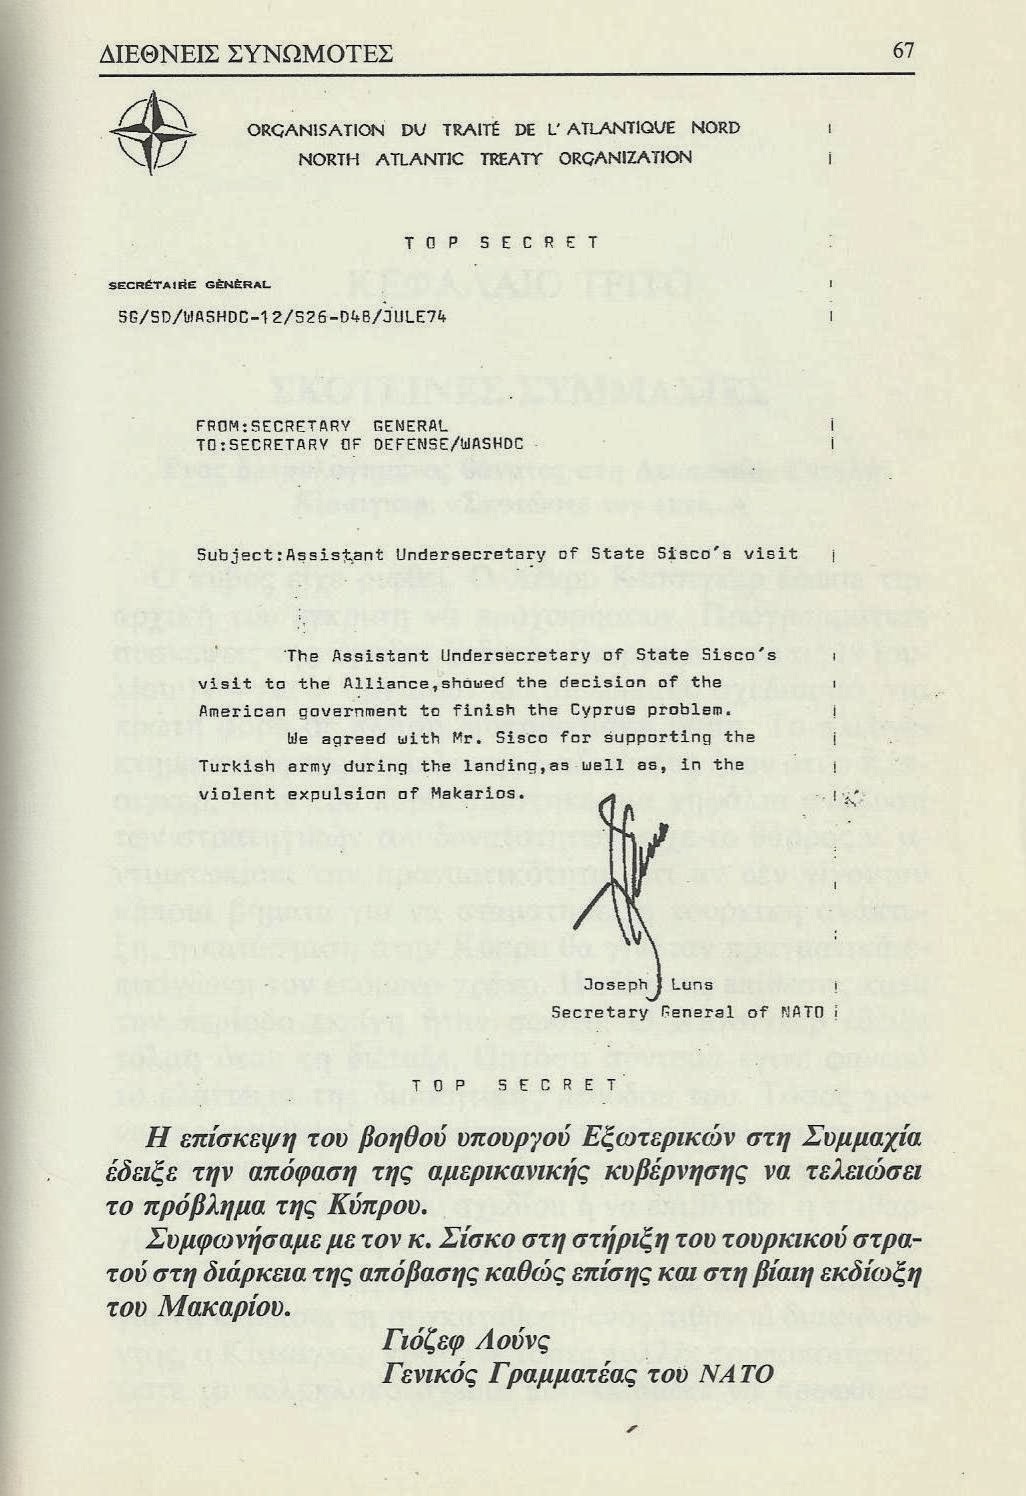 ΔΙΕΘΝΕΙΣ ΣΥΝΩΜΟΤΕΣ 67
ORGANISATION DU TRAITÉ DE L' ATLANTIQUE NORD
NORTH ATLANTIC TREATY ORGANIZATION
TOP SECRET
SECRÉTAIRE GÈNÈRAL
SG/SD/WASHDC-12/S26-D48/JULE74
FROM:SECRETARY GENERAL
TO:SECRETARY OF DEFENSE/WASHDC
Subject:Assistant Undersecretary of State Sisco's visit
The Assistant Undersecretary of State Sisco's
visit to the Alliance,showed the decision of the
American government to finish the Cyprus problem.
We agreed with Mr. Sisco for supporting the
Turkish army during the landing,as well as, in the
violent expulsion of Makarios.
Joseph Luns
Secretary General of NATO
TOP SECRET
Η επίσκεψη του βοηθού υπουργού Εξωτερικών στη Συμμαχία
έδειξε την απόφαση της αμερικανικής κυβέρνησης να τελειώσει
το πρόβλημα της Κύπρου.
Συμφωνήσαμε με τον κ. Σίσκο στη στήριξη του τουρκικού στρα-
τού στη διάρκεια της απόβασης καθώς επίσης και στη βίαιη εκδίωξη
του Μακαρίου.
Γιόζεφ Λούνς
Γενικός Γραμματέας του ΝΑΤΟ